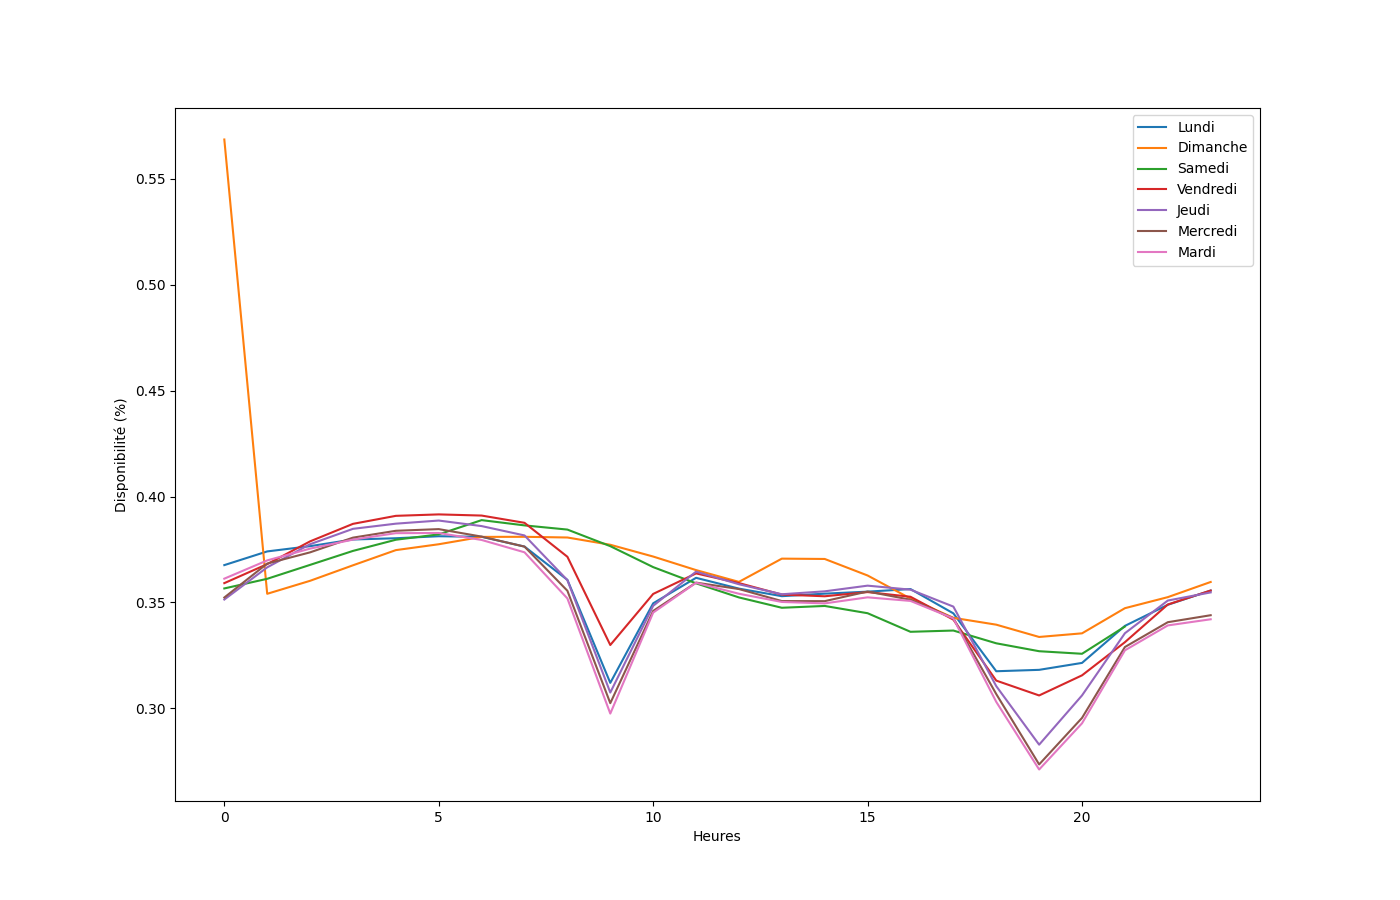 Lundi
Dimanche
Samedi
Vendredi
Jeudi
Mercredi
Mardi
0.55
0.50
0.45
0.40
0.35
0.30
Disponibilité (%)
0 5 10 15 20
Heures